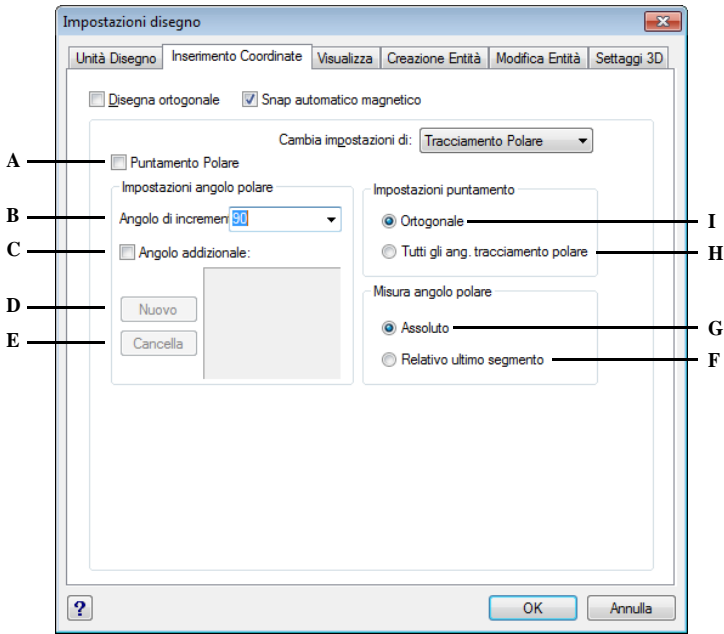 Impostazioni disegno
Unità Disegno Inserimento Coordinate Visualizza Creazione Entità Modifica Entità Settaggi 3D
Disegna ortogonale Snap automatico magnetico
Cambia impostazioni di: Tracciamento Polare
A Puntamento Polare
Impostazioni angolo polare Impostazioni puntamento
B Angolo di incremen 90 Ortogonale I
C Angolo addizionale: Tutti gli ang. tracciamento polare H
Misura angolo polare
D Nuovo Assoluto G
E Cancella Relativo ultimo segmento F
? OK Annulla